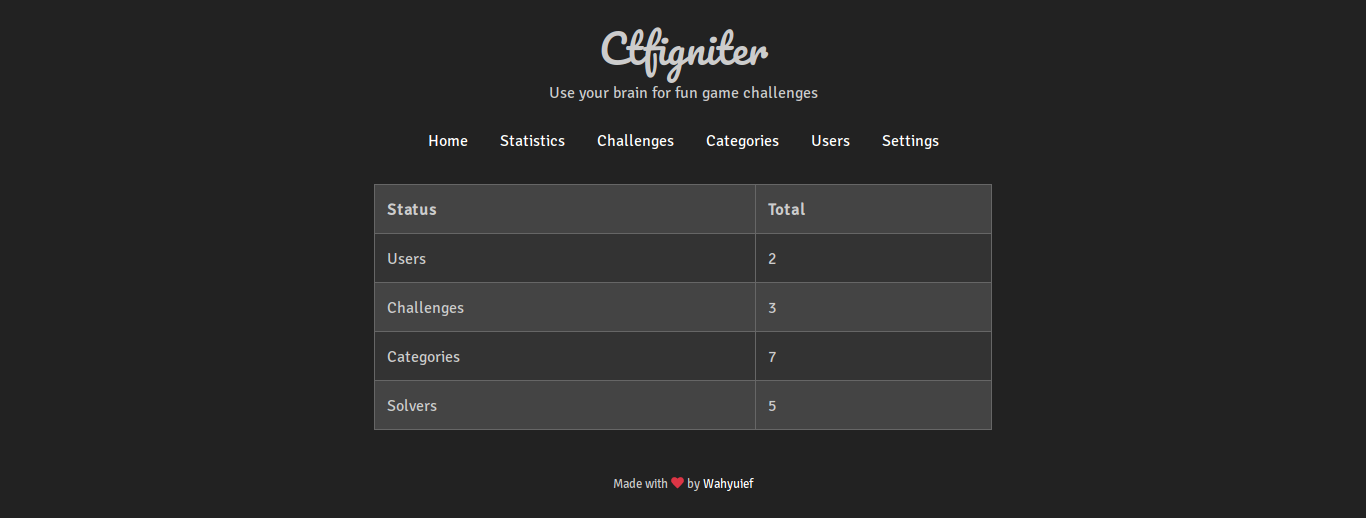 Ctfigniter
Use your brain for fun game challenges
Home Statistics Challenges Categories Users Settings
Status Total
Users 2
Challenges 3
Categories 7
Solvers 5
Made with ❤ by Wahyuief